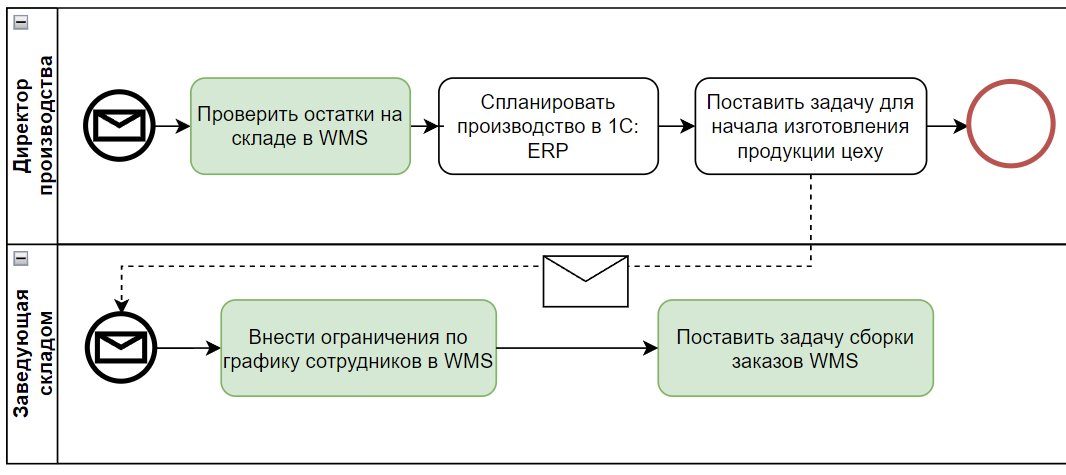 Директор
производства
Проверить остатки на
складе в WMS
Спланировать
производство в 1С:
ERP
Поставить задачу для
начала изготовления
продукции цеху
Заведующая
складом
Внести ограничения по
графику сотрудников в WMS
Поставить задачу сборки
заказов WMS